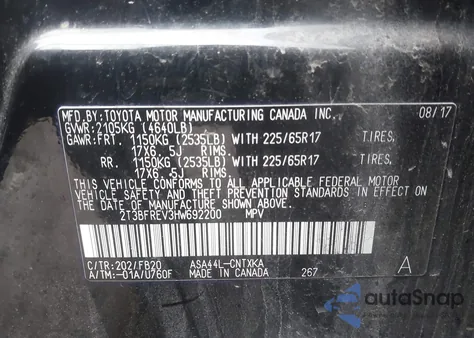 MFD.BY: TOYOTA MOTOR MANUFACTURING CANADA INC. 08/17
GVWR: 2105KG (4640LB)
GAWR: FRT. 1150KG (2535LB) WITH 225/65R17 TIRES,
17X6.5J RIMS.
RR. 1150KG (2535LB) WITH 225/65R17 TIRES,
17X6.5J RIMS.
THIS VEHICLE CONFORMS TO ALL APPLICABLE FEDERAL MOTOR
VEHICLE SAFETY AND THEFT PREVENTION STANDARDS IN EFFECT
ON THE DATE OF MANUFACTURE SHOWN ABOVE.
2T3BFREV3HW692200 MPV
C/TR:202/FB20 ASA44L-CNTXKA
A/TM:-01A/U760F MADE IN CANADA 267 A
autoSnap